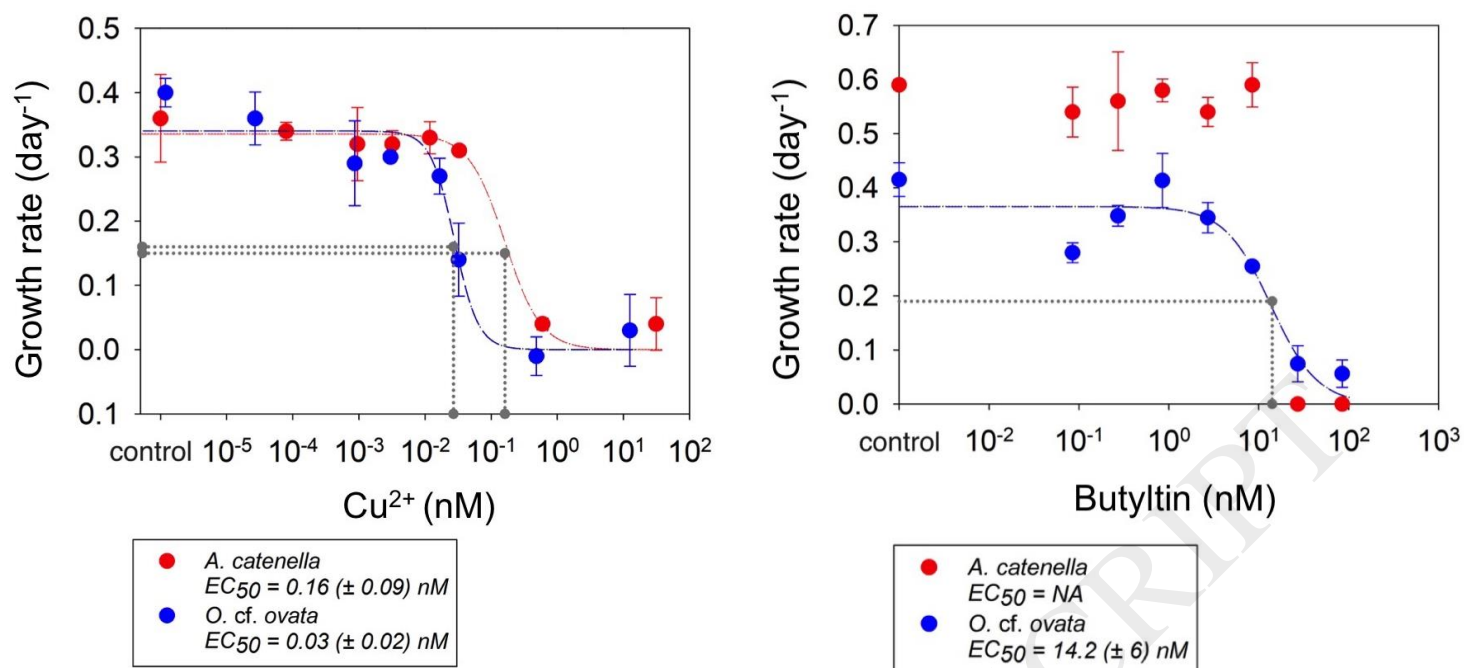 0.5
0.4
0.3
0.2
0.1
0.0
0.1
Growth rate (day-1)
control 10-5 10-4 10-3 10-2 10-1 100 101 102
Cu2+ (nM)
A. catenella
EC50 = 0.16 (± 0.09) nM
O. cf. ovata
EC50 = 0.03 (± 0.02) nM
0.7
0.6
0.5
0.4
0.3
0.2
0.1
0.0
Growth rate (day-1)
control 10-2 10-1 100 101 102 103
Butyltin (nM)
A. catenella
EC50 = NA
O. cf. ovata
EC50 = 14.2 (± 6) nM
CRIPT